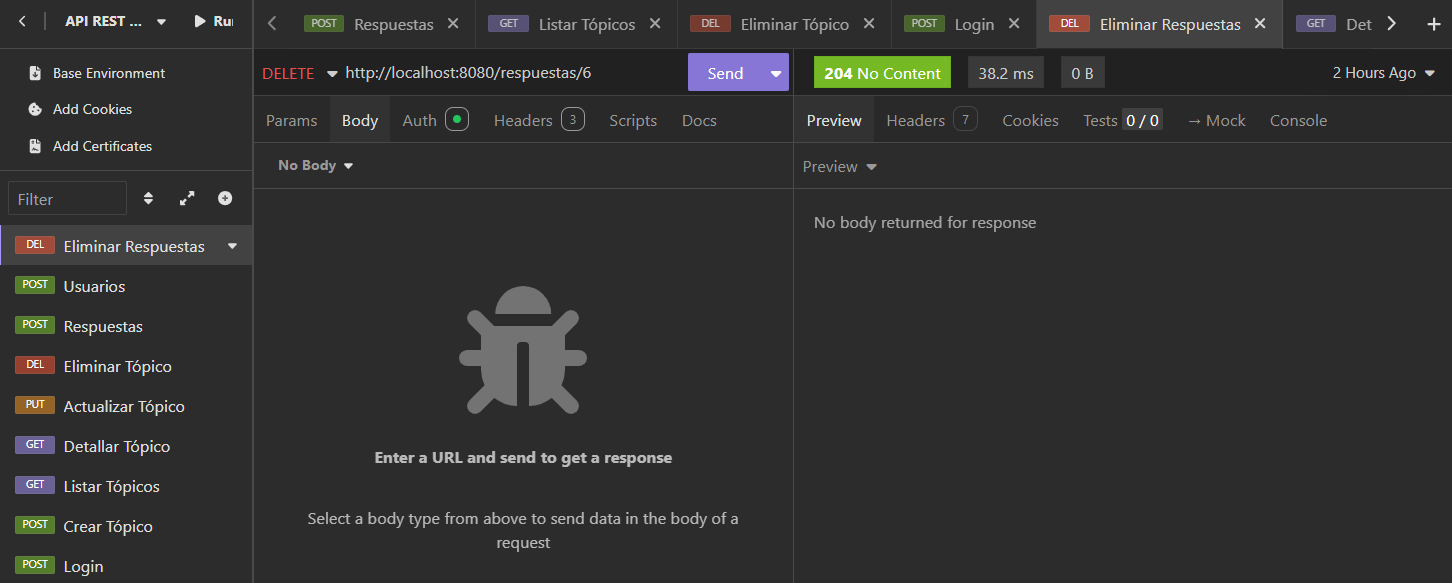 API REST ...
Run
POST Respuestas
GET Listar Tópicos
DEL Eliminar Tópico
POST Login
DEL Eliminar Respuestas
GET Det
Base Environment
Add Cookies
Add Certificates
Filter
DEL Eliminar Respuestas
POST Usuarios
POST Respuestas
DEL Eliminar Tópico
PUT Actualizar Tópico
GET Detallar Tópico
GET Listar Tópicos
POST Crear Tópico
POST Login
DELETE http://localhost:8080/respuestas/6 Send
Params Body Auth Headers 3 Scripts Docs
No Body
Enter a URL and send to get a response
Select a body type from above to send data in the body of a
request
204 No Content 38.2 ms 0 B 2 Hours Ago
Preview Headers 7 Cookies Tests 0 / 0 → Mock Console
Preview
No body returned for response